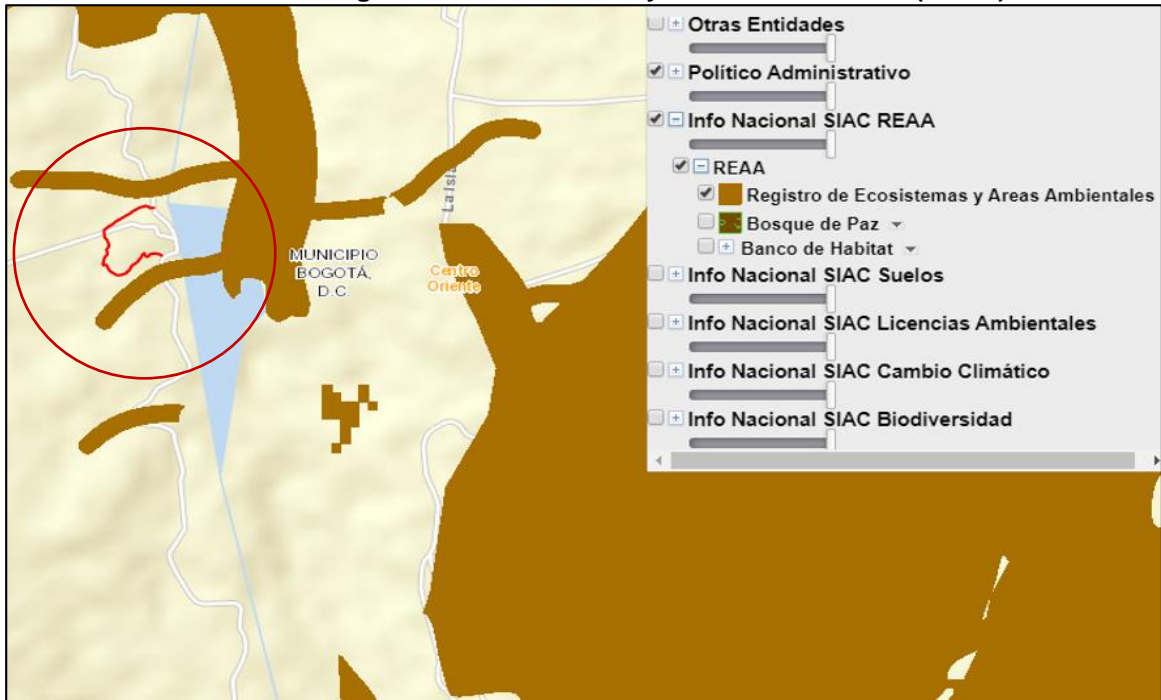 Otras Entidades
Político Administrativo
Info Nacional SIAC REAA
REAA
Registro de Ecosistemas y Areas Ambientales
Bosque de Paz
Banco de Habitat
Info Nacional SIAC Suelos
Info Nacional SIAC Licencias Ambientales
Info Nacional SIAC Cambio Climático
Info Nacional SIAC Biodiversidad
La Isla
MUNICIPIO
BOGOTÁ,
D.C.
Centro
Oriente